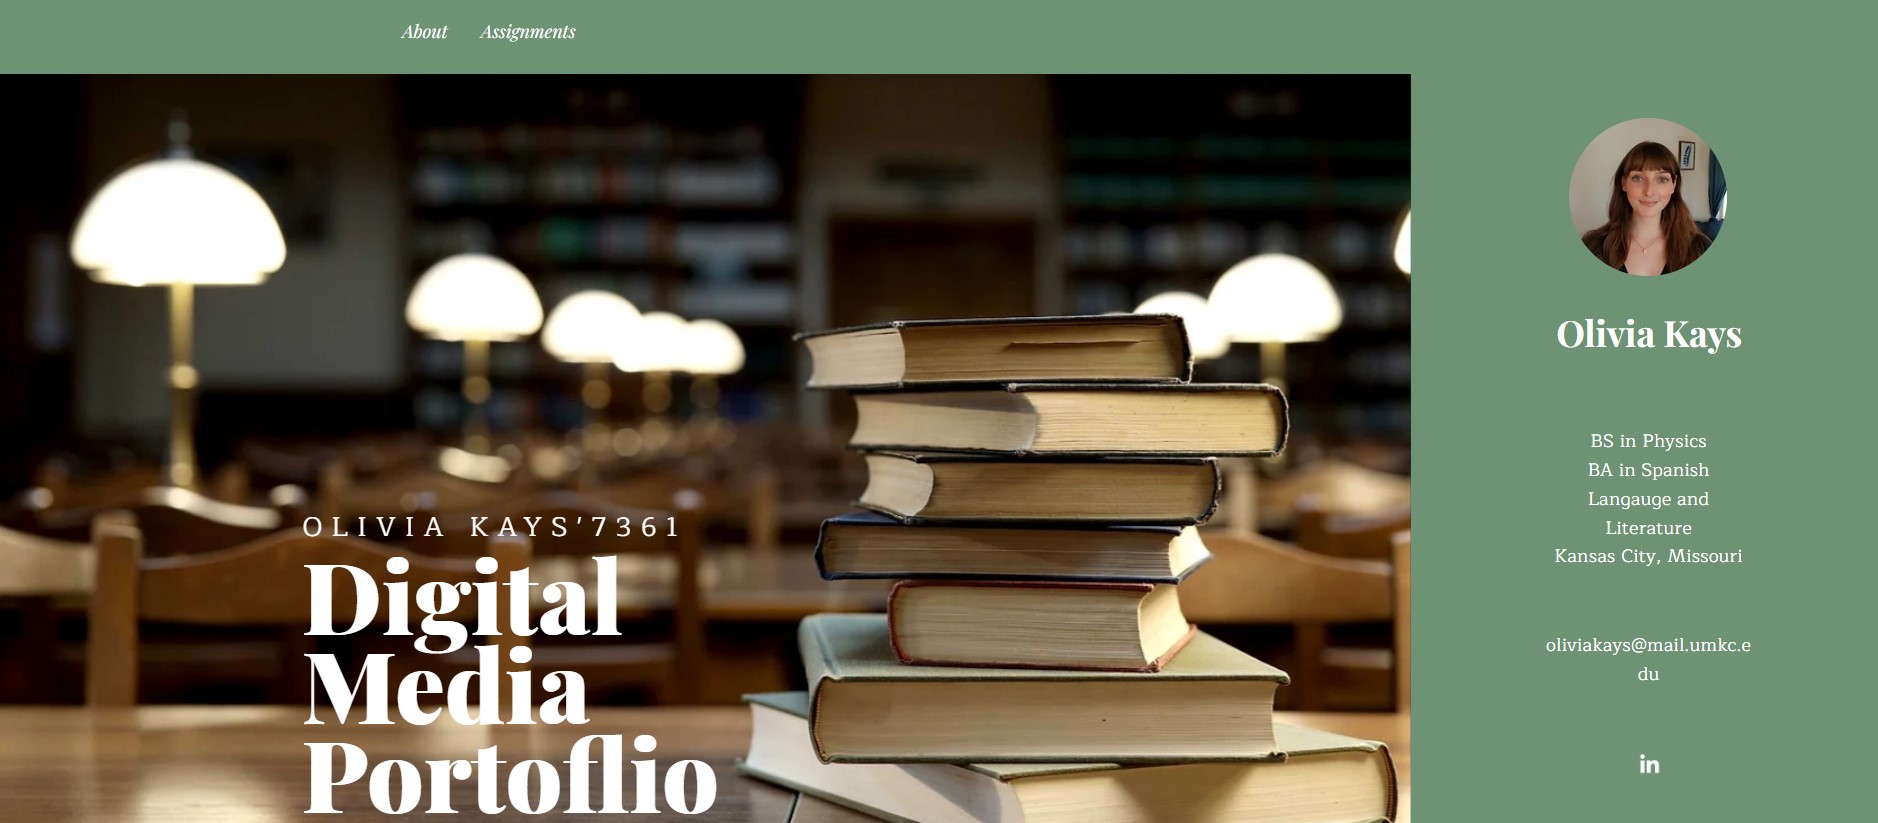 About Assignments
OLIVIA KAYS'7361
Digital
Media
Portoflio
Olivia Kays
BS in Physics
BA in Spanish
Langauge and
Literature
Kansas City, Missouri
oliviakays@mail.umkc.e
du
in